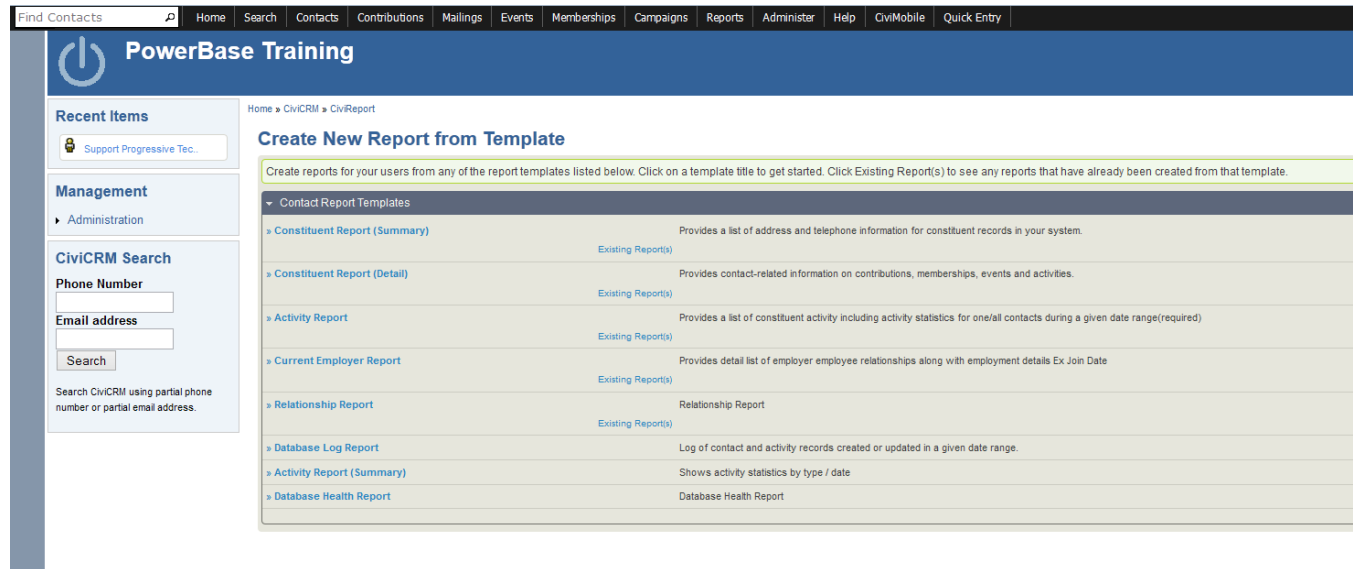 Find Contacts Home Search Contacts Contributions Mailings Events Memberships Campaigns Reports Administer Help CiviMobile Quick Entry
PowerBase Training
Recent Items
Support Progressive Tec..
Management
Administration
CiviCRM Search
Phone Number
Email address
Search
Search CiviCRM using partial phone
number or partial email address.
Home » CiviCRM » CiviReport
Create New Report from Template
Create reports for your users from any of the report templates listed below. Click on a template title to get started. Click Existing Report(s) to see any reports that have already been created from that template.
Contact Report Templates
» Constituent Report (Summary) Provides a list of address and telephone information for constituent records in your system.
Existing Report(s)
» Constituent Report (Detail) Provides contact-related information on contributions, memberships, events and activities.
Existing Report(s)
» Activity Report Provides a list of constituent activity including activity statistics for one/all contacts during a given date range(required)
Existing Report(s)
» Current Employer Report Provides detail list of employer employee relationships along with employment details Ex Join Date
Existing Report(s)
» Relationship Report Relationship Report
Existing Report(s)
» Database Log Report Log of contact and activity records created or updated in a given date range.
» Activity Report (Summary) Shows activity statistics by type / date
» Database Health Report Database Health Report